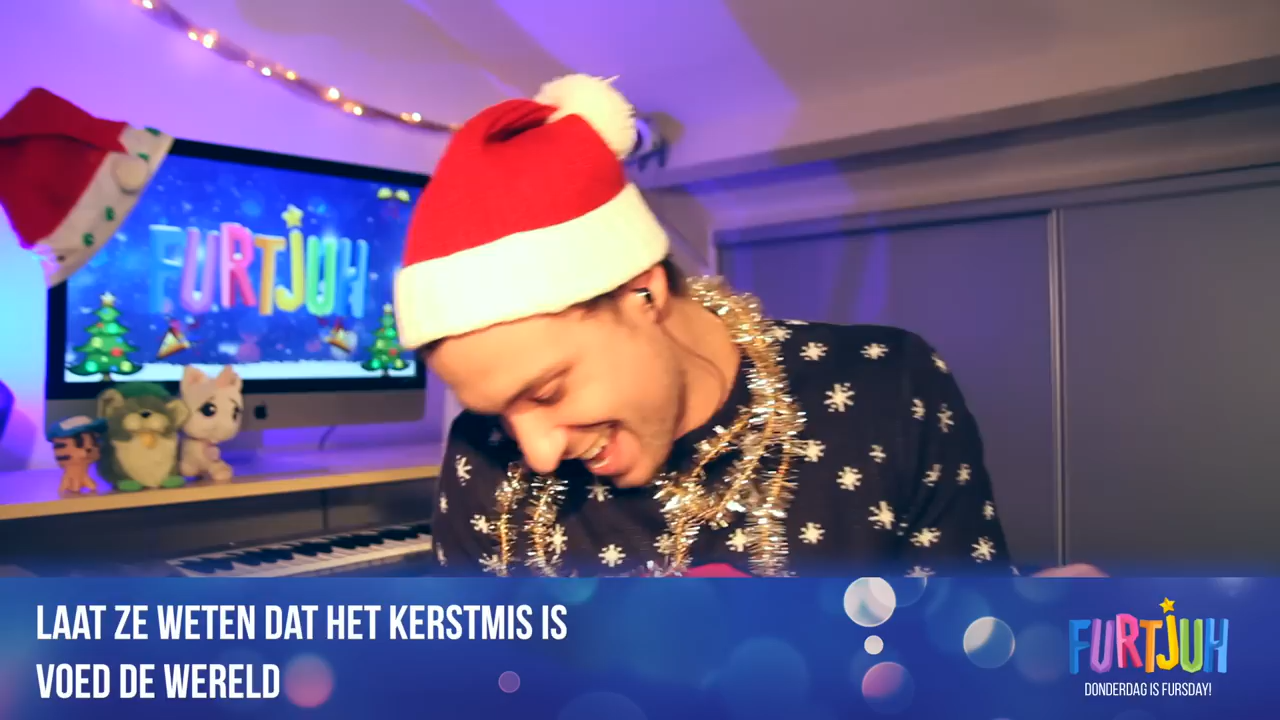 FURTJUH
LAAT ZE WETEN DAT HET KERSTMIS IS
VOED DE WERELD
FURTJUH
DONDERDAG IS FURSDAY!